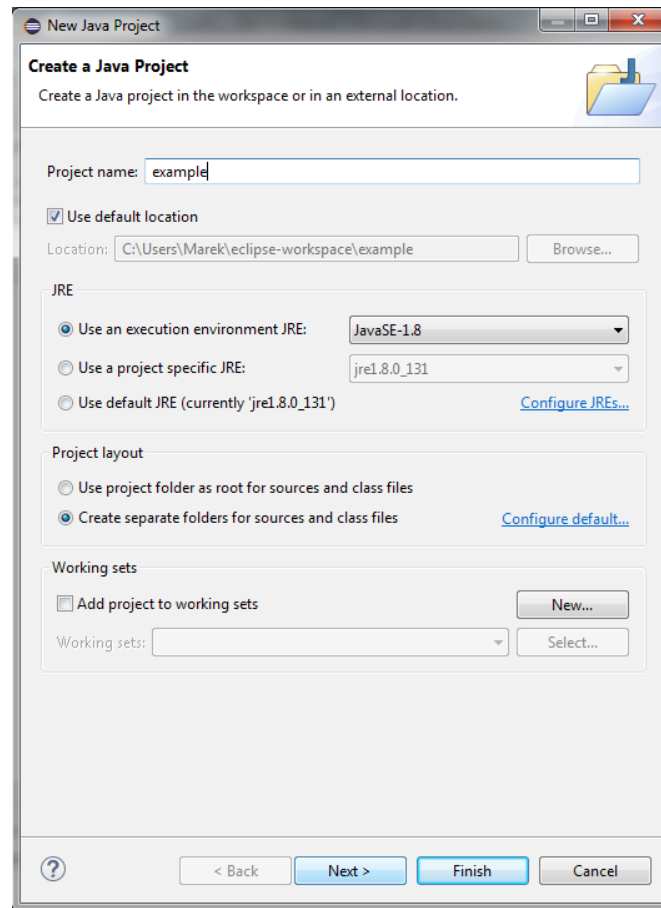 New Java Project
Create a Java Project
Create a Java project in the workspace or in an external location.
Project name: example
Use default location
Location: C:\Users\Marek\eclipse-workspace\example Browse...
JRE
Use an execution environment JRE: JavaSE-1.8
Use a project specific JRE: jre1.8.0_131
Use default JRE (currently 'jre1.8.0_131') Configure JREs...
Project layout
Use project folder as root for sources and class files
Create separate folders for sources and class files Configure default...
Working sets
Add project to working sets New...
Working sets: Select...
? < Back Next > Finish Cancel